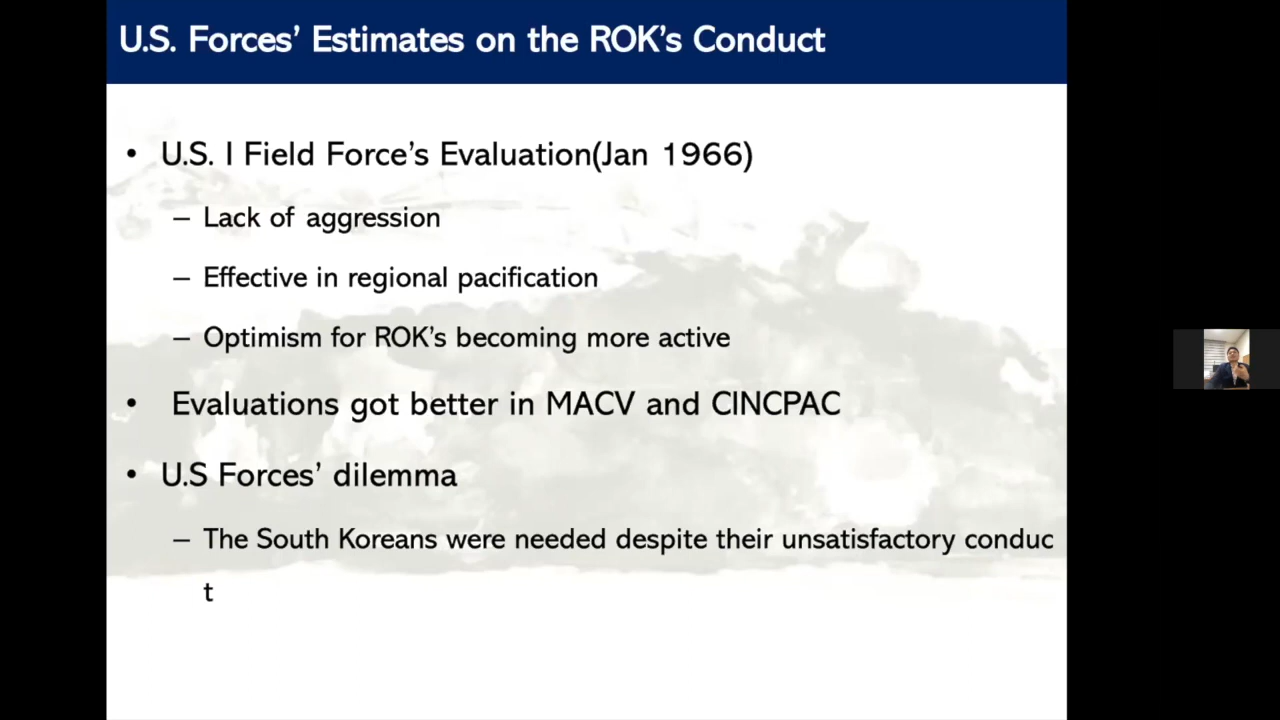 U.S. Forces’ Estimates on the ROK’s Conduct
• U.S. I Field Force’s Evaluation(Jan 1966)
– Lack of aggression
– Effective in regional pacification
– Optimism for ROK’s becoming more active
• Evaluations got better in MACV and CINCPAC
• U.S Forces’ dilemma
– The South Koreans were needed despite their unsatisfactory conduc
t